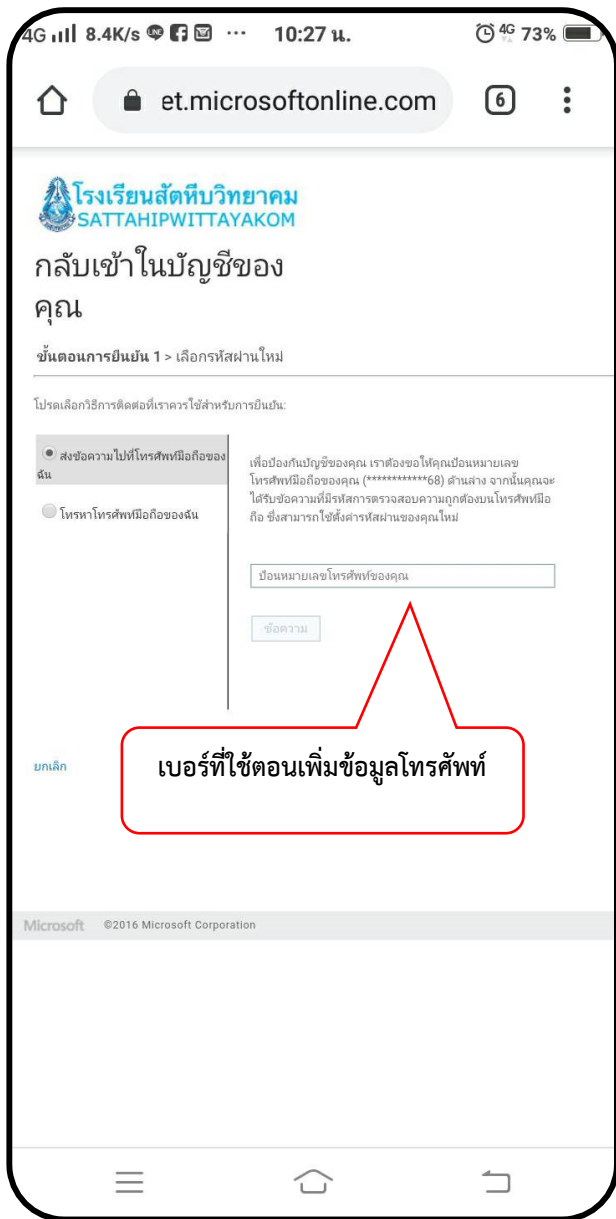 4G 8.4K/s LINE ... 10:27 น. 4G 73%
et.microsoftonline.com 6
โรงเรียนสัตหีบวิทยาคม
SATTAHIPWITTAYAKOM
กลับเข้าในบัญชีของ
คุณ
ขั้นตอนการยืนยัน 1 > เลือกรหัสผ่านใหม่
โปรดเลือกวิธีการติดต่อที่เราควรใช้สำหรับการยืนยัน:
ส่งข้อความไปที่โทรศัพท์มือถือของ
ฉัน
โทรหาโทรศัพท์มือถือของฉัน
เพื่อป้องกันบัญชีของคุณ เราต้องขอให้คุณป้อนหมายเลข
โทรศัพท์มือถือของคุณ (************68) ด้านล่าง จากนั้นคุณจะ
ได้รับข้อความที่มีรหัสการตรวจสอบความถูกต้องบนโทรศัพท์มือ
ถือ ซึ่งสามารถใช้ตั้งค่ารหัสผ่านของคุณใหม่
ป้อนหมายเลขโทรศัพท์ของคุณ
ข้อความ
เบอร์ที่ใช้ตอนเพิ่มข้อมูลโทรศัพท์
ยกเลิก
Microsoft ©2016 Microsoft Corporation